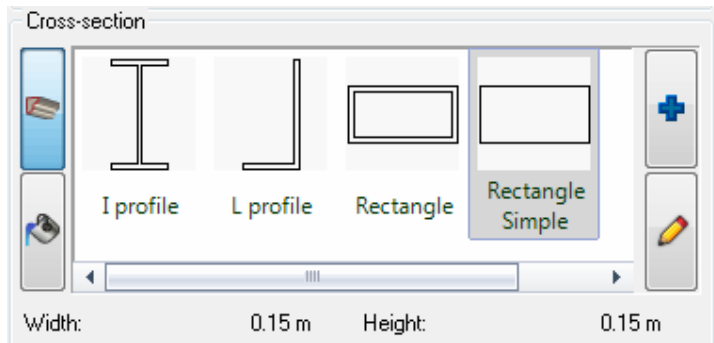 Cross-section
I profile
L profile
Rectangle
Rectangle
Simple
Width: 0.15 m Height: 0.15 m